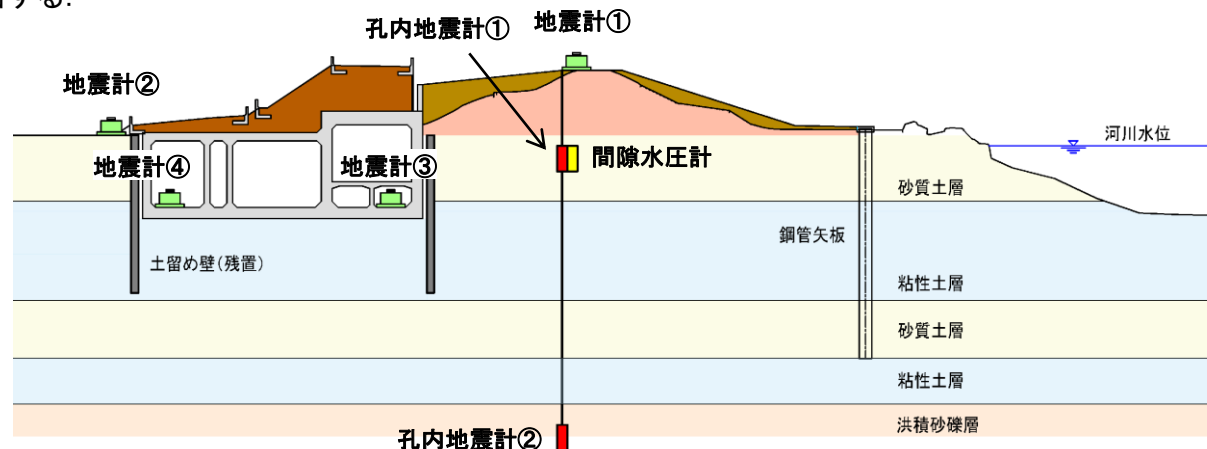 する.
孔内地震計①
地震計①
地震計②
河川水位
地震計④
地震計③
間隙水圧計
砂質土層
鋼管矢板
土留め壁(残置)
粘性土層
砂質土層
粘性土層
洪積砂礫層
孔内地震計②